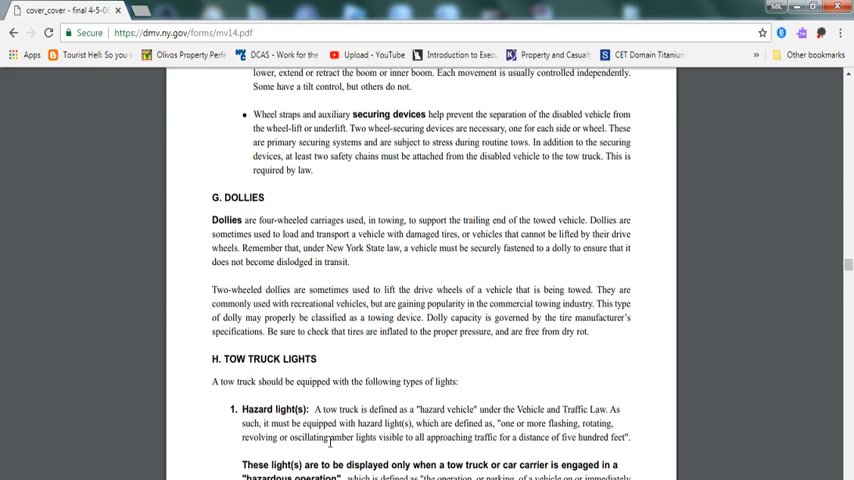 cover_cover - final 4-5-0
MK
Secure
https://dmv.ny.gov/forms/mv14.pdf
Apps
Tourist Hell: So you v
Olivos Property Perfe
DCAS - Work for the
Upload - YouTube
Introduction to Exec
Property and Casualty
CET Domain Titanium
»
Other bookmarks
lower, extend or retract the boom or inner boom. Each movement is usually controlled independently.
Some have a tilt control, but others do not.
• Wheel straps and auxiliary securing devices help prevent the separation of the disabled vehicle from
the wheel-lift or underlift. Two wheel-securing devices are necessary, one for each side or wheel. These
are primary securing systems and are subject to stress during routine tows. In addition to the securing
devices, at least two safety chains must be attached from the disabled vehicle to the tow truck. This is
required by law.
G. DOLLIES
Dollies are four-wheeled carriages used, in towing, to support the trailing end of the towed vehicle. Dollies are
sometimes used to load and transport a vehicle with damaged tires, or vehicles that cannot be lifted by their drive
wheels. Remember that, under New York State law, a vehicle must be securely fastened to a dolly to ensure that it
does not become dislodged in transit.
Two-wheeled dollies are sometimes used to lift the drive wheels of a vehicle that is being towed. They are
commonly used with recreational vehicles, but are gaining popularity in the commercial towing industry. This type
of dolly may properly be classified as a towing device. Dolly capacity is governed by the tire manufacturer's
specifications. Be sure to check that tires are inflated to the proper pressure, and are free from dry rot.
H. TOW TRUCK LIGHTS
A tow truck should be equipped with the following types of lights:
1. Hazard light(s): A tow truck is defined as a "hazard vehicle" under the Vehicle and Traffic Law. As
such, it must be equipped with hazard light(s), which are defined as, "one or more flashing, rotating,
revolving or oscillating amber lights visible to all approaching traffic for a distance of five hundred feet".
These light(s) are to be displayed only when a tow truck or car carrier is engaged in a
"hazardous operation", which is defined as "the operation, or parking, of a vehicle on or immediately